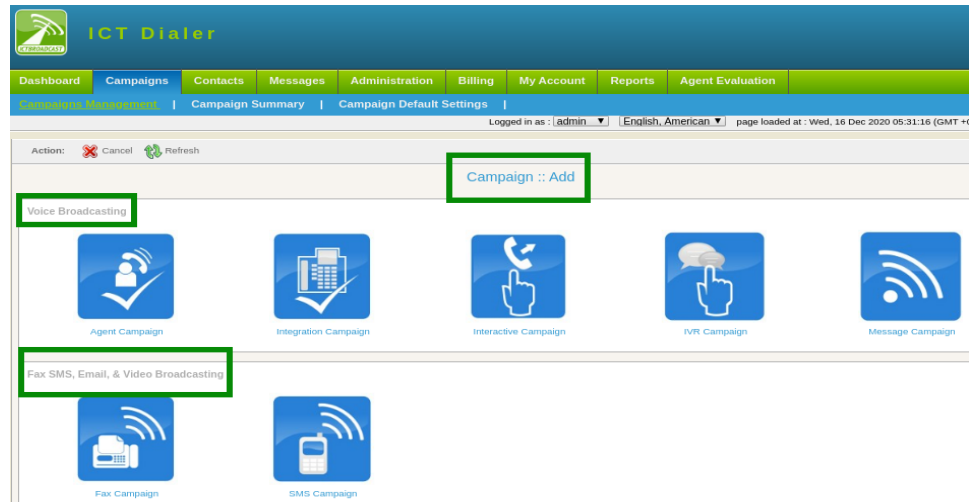 ICTBROADCAST
ICT Dialer
Dashboard Campaigns Contacts Messages Administration Billing My Account Reports Agent Evaluation
Campaigns Management | Campaign Summary | Campaign Default Settings |
Logged in as : admin ▼ English, American ▼ page loaded at : Wed, 16 Dec 2020 05:31:16 (GMT +0
Action: Cancel Refresh
Campaign :: Add
Voice Broadcasting
Agent Campaign Integration Campaign Interactive Campaign IVR Campaign Message Campaign
Fax SMS, Email, & Video Broadcasting
Fax Campaign SMS Campaign